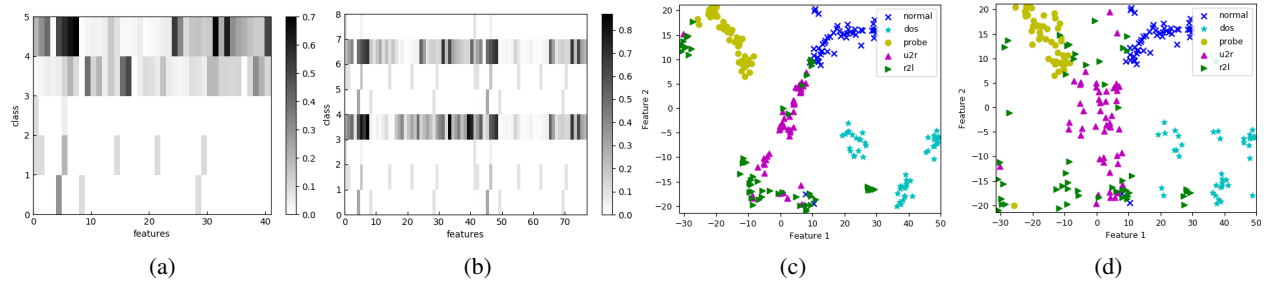 5
4
3
2
1
0
class
0 10 20 30 40
features
0.7
0.6
0.5
0.4
0.3
0.2
0.1
0.0
(a)
8
7
6
5
4
3
2
1
0
class
0 10 20 30 40 50 60 70
features
0.8
0.7
0.6
0.5
0.4
0.3
0.2
0.1
0.0
(b)
20
15
10
5
0
−5
−10
−15
−20
Feature 2
−30 −20 −10 0 10 20 30 40 50
Feature 1
normal
dos
probe
u2r
r2l
(c)
20
15
10
5
0
−5
−10
−15
−20
Feature 2
−30 −20 −10 0 10 20 30 40 50
Feature 1
normal
dos
probe
u2r
r2l
(d)